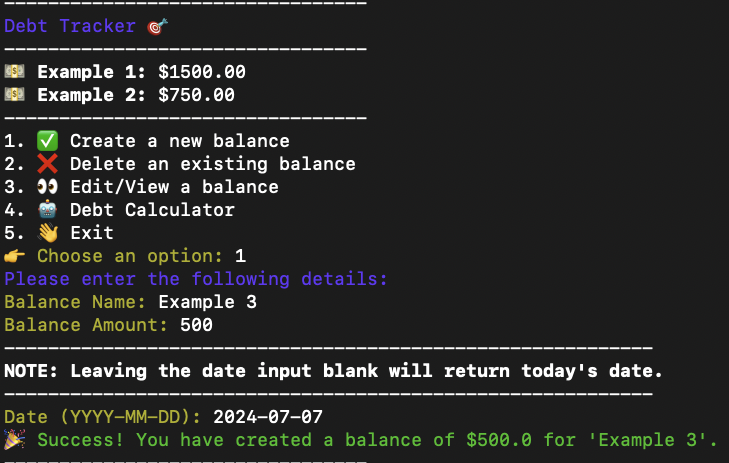 ---------------------------------
Debt Tracker 🎯
---------------------------------
💵 Example 1: $1500.00
💵 Example 2: $750.00
---------------------------------
1. ✅ Create a new balance
2. ❌ Delete an existing balance
3. 👀 Edit/View a balance
4. 🤖 Debt Calculator
5. 👋 Exit
👉 Choose an option: 1
Please enter the following details:
Balance Name: Example 3
Balance Amount: 500
-----------------------------------------------------------
NOTE: Leaving the date input blank will return today's date.
-----------------------------------------------------------
Date (YYYY-MM-DD): 2024-07-07
🎉 Success! You have created a balance of $500.0 for 'Example 3'.
---------------------------------